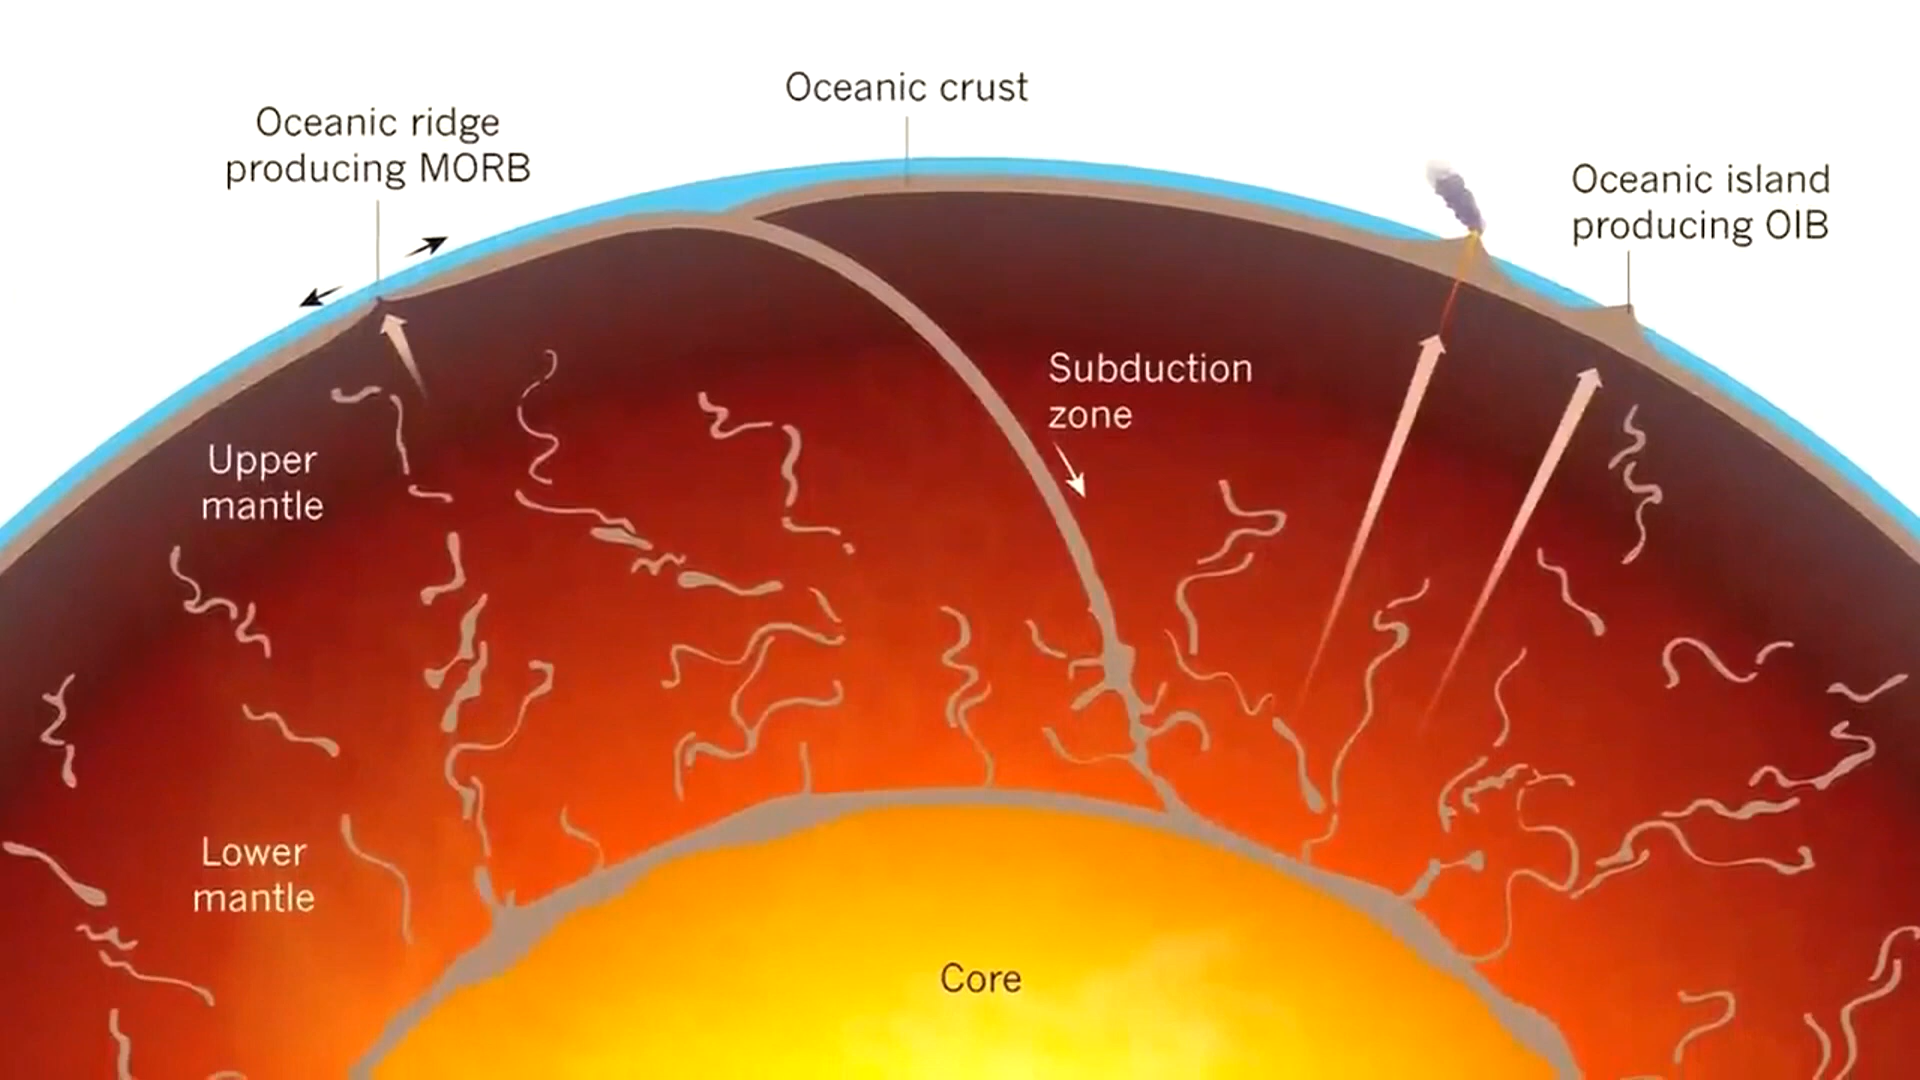 Oceanic crust
Oceanic ridge
producing MORB
Oceanic island
producing OIB
Subduction
zone
Upper
mantle
Lower
mantle
Core